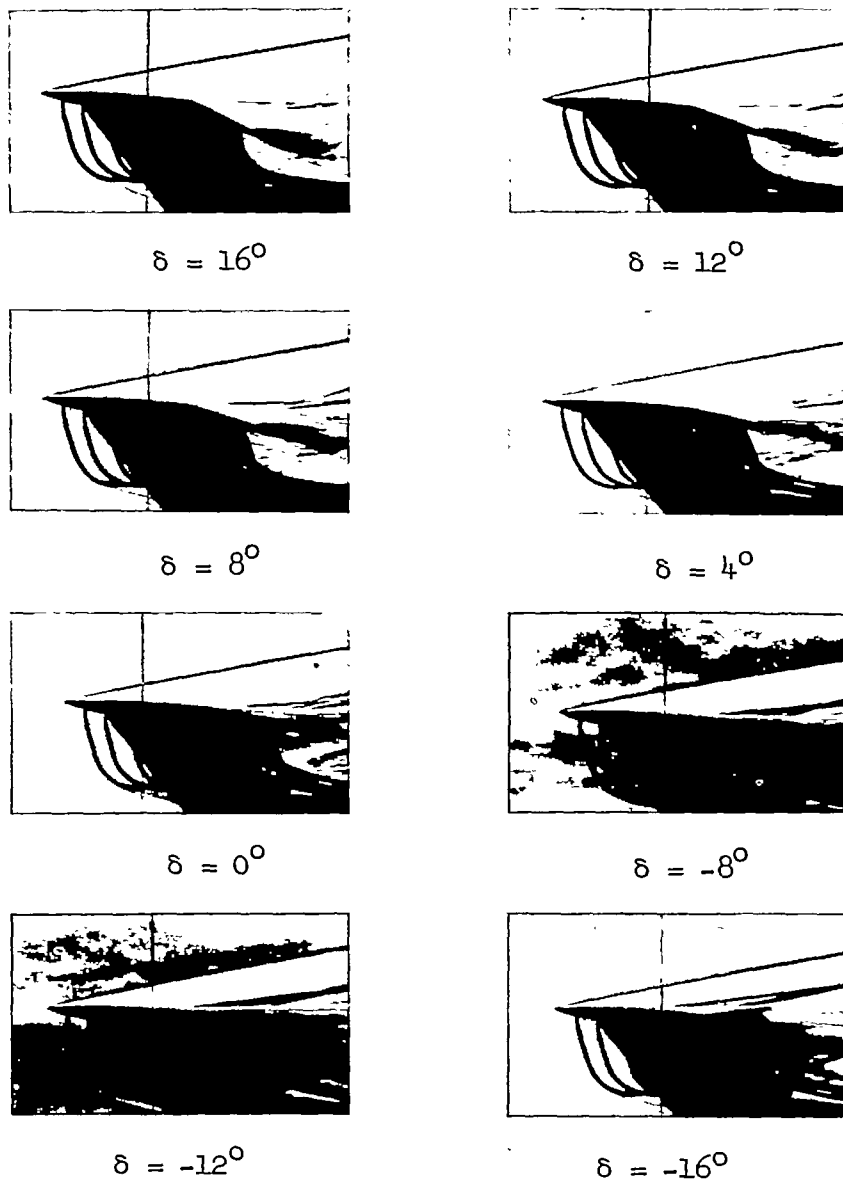 δ = 16°
δ = 12°
δ = 8°
δ = 4°
δ = 0°
δ = -8°
δ = -12°
δ = -16°